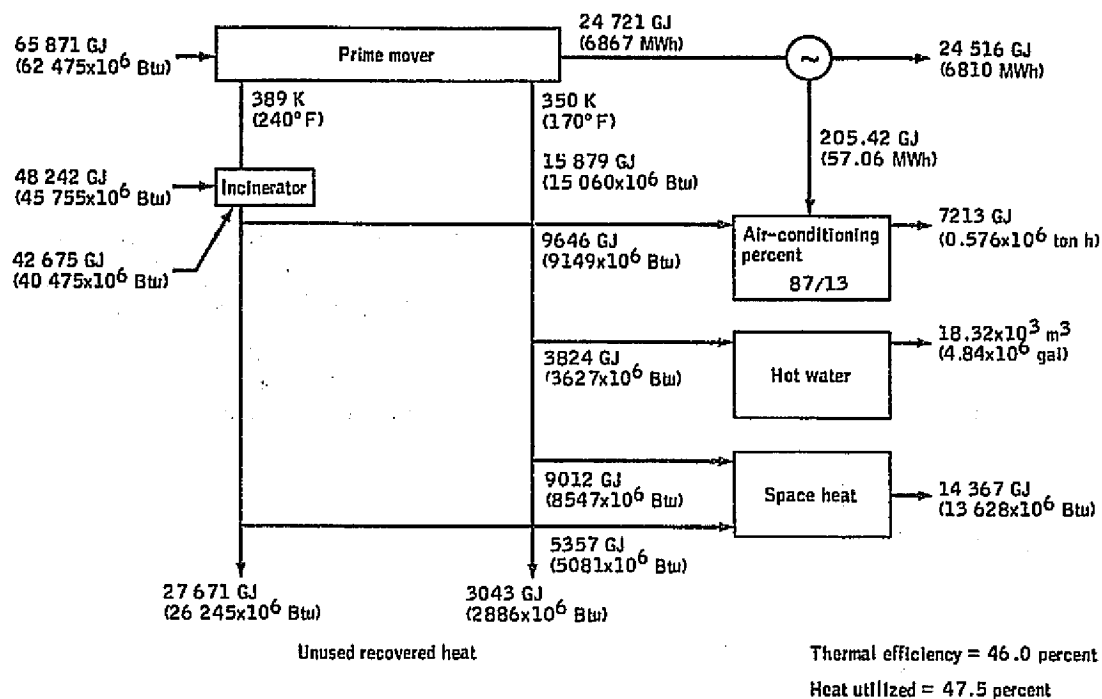 65 871 GJ
(62 475x10⁶ Btu)
Prime mover
24 721 GJ
(6867 MWh)
~
24 516 GJ
(6810 MWh)
389 K
(240° F)
350 K
(170° F)
205.42 GJ
(57.06 MWh)
48 242 GJ
(45 755x10⁶ Btu)
Incinerator
15 879 GJ
(15 060x10⁶ Btu)
42 675 GJ
(40 475x10⁶ Btu)
9646 GJ
(9149x10⁶ Btu)
Air-conditioning
percent
87/13
7213 GJ
(0.576x10⁶ ton h)
3824 GJ
(3627x10⁶ Btu)
Hot water
18.32x10³ m³
(4.84x10⁶ gal)
9012 GJ
(8547x10⁶ Btu)
Space heat
14 367 GJ
(13 628x10⁶ Btu)
5357 GJ
(5081x10⁶ Btu)
27 671 GJ
(26 245x10⁶ Btu)
3043 GJ
(2886x10⁶ Btu)
Unused recovered heat
Thermal efficiency = 46.0 percent
Heat utilized = 47.5 percent